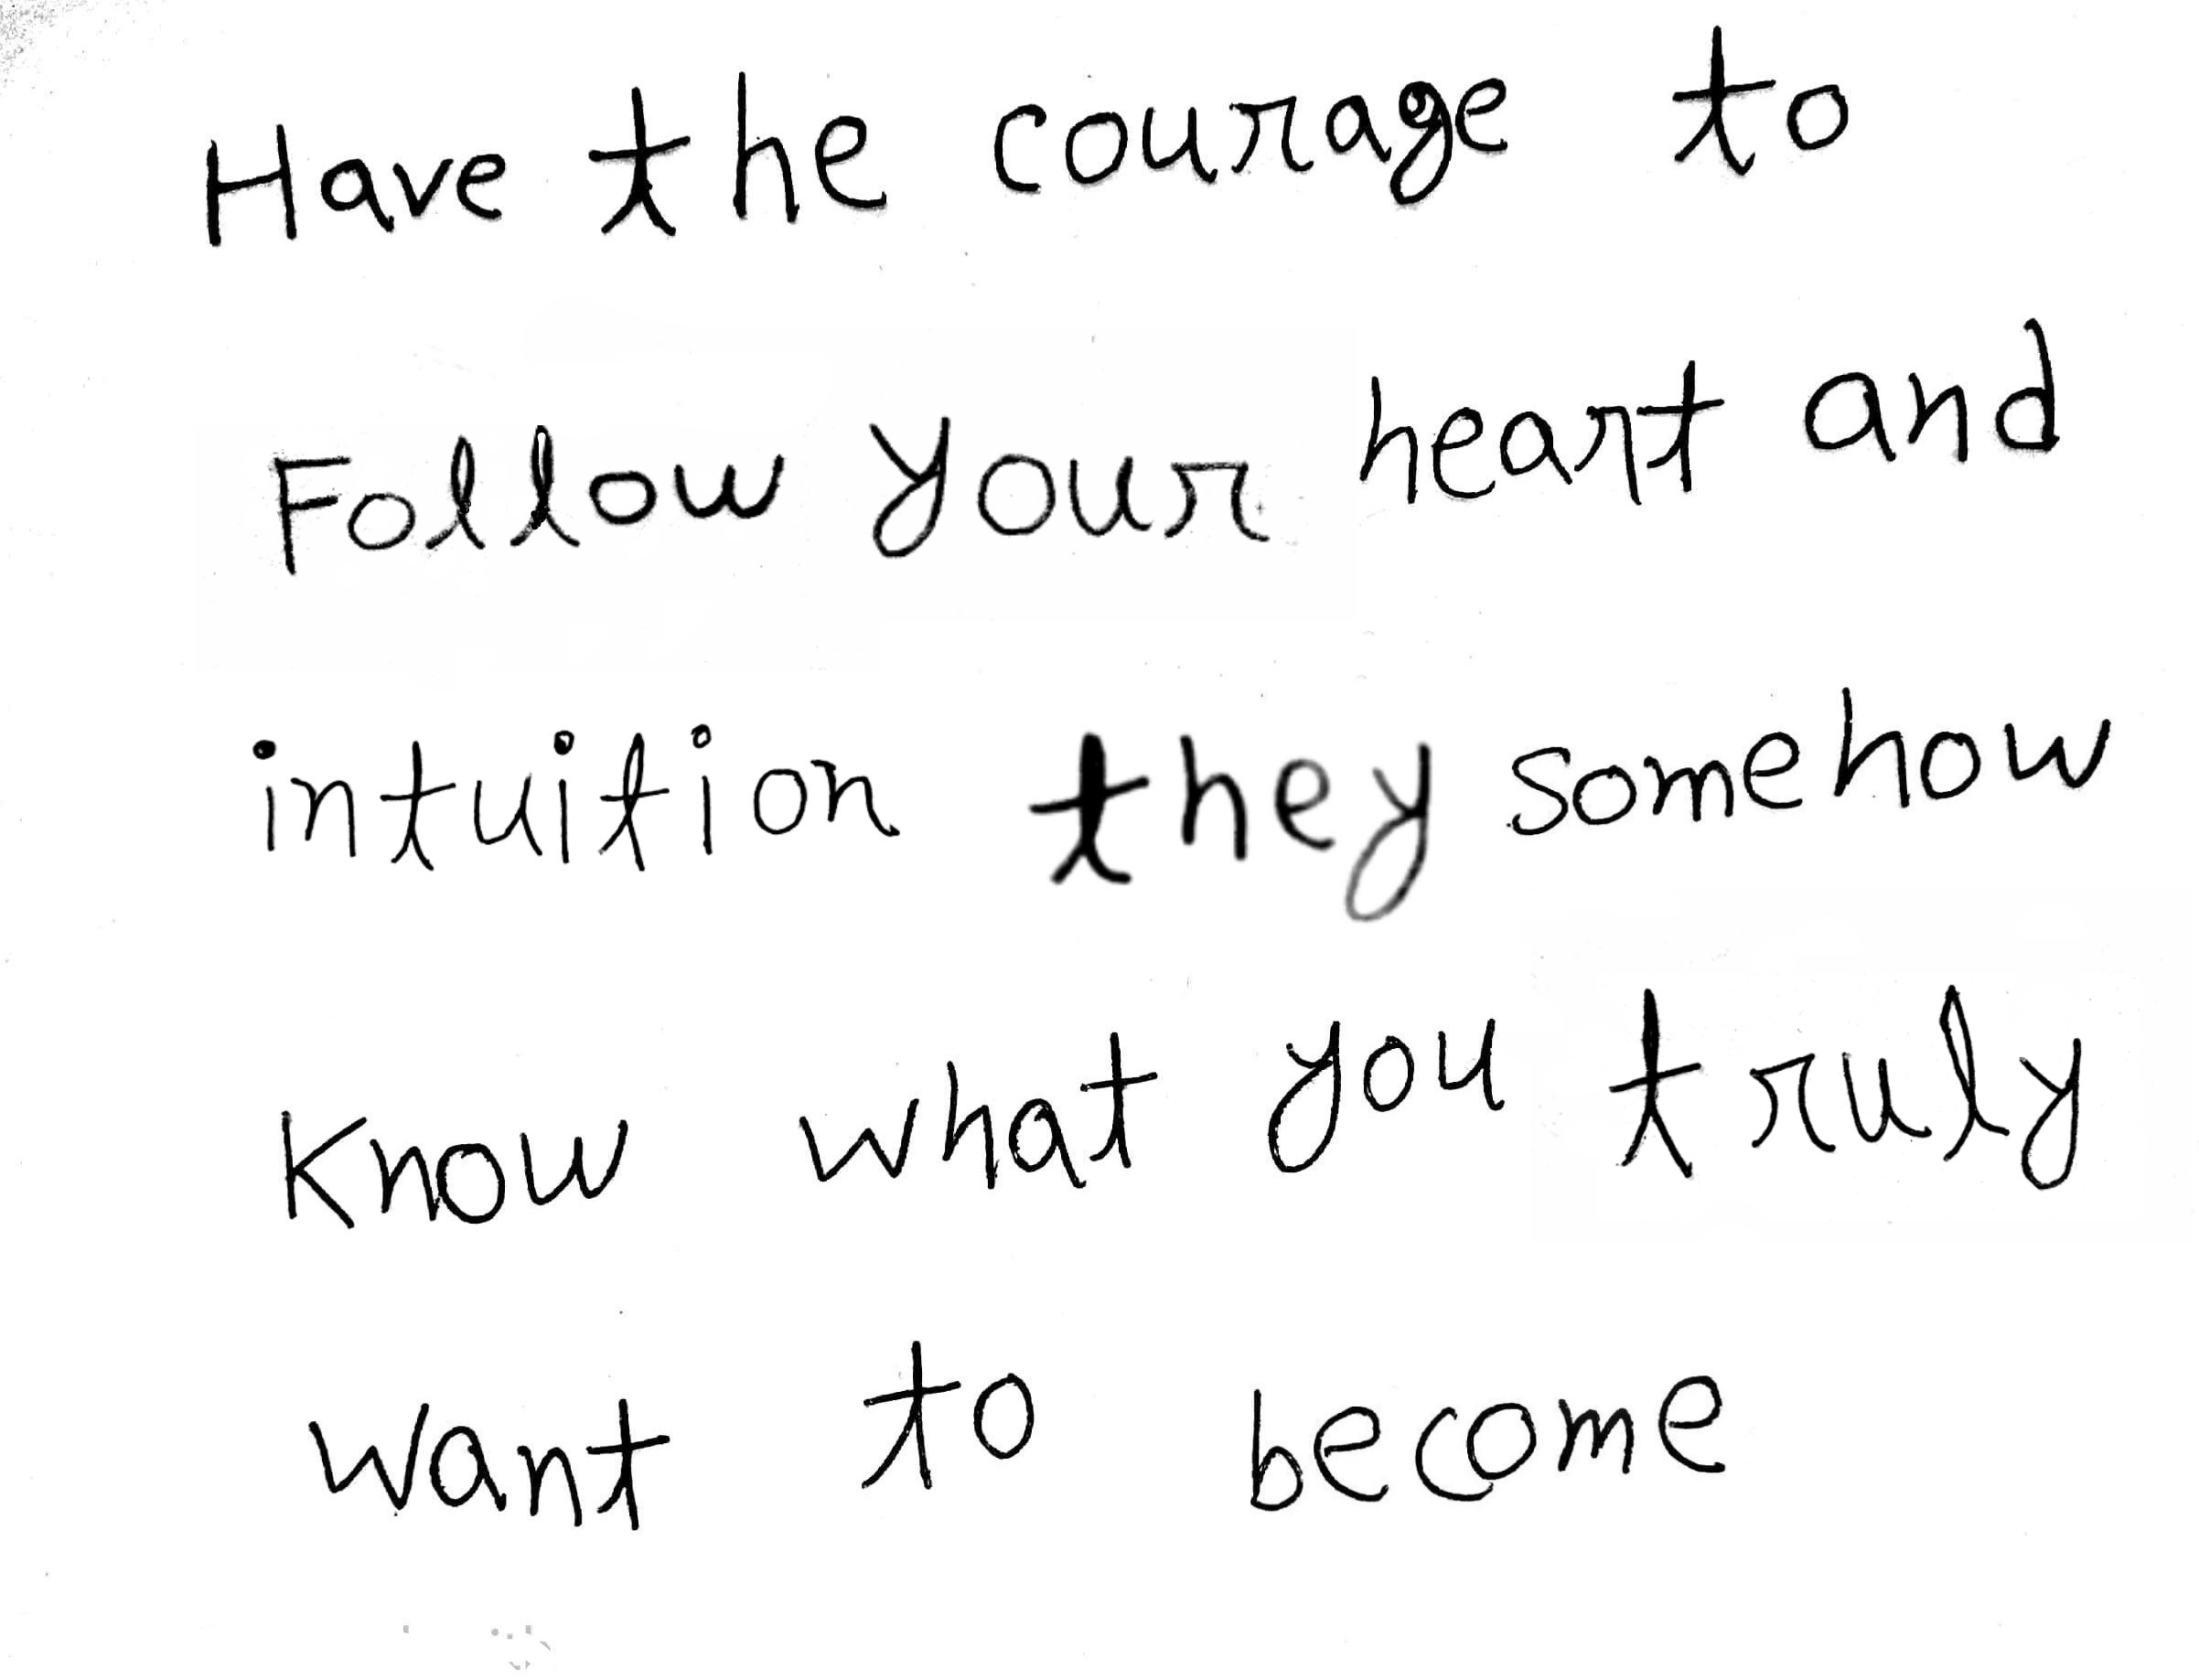 Have the courage to
Follow your heart and
intuition they somehow
Know what you truly
want to become